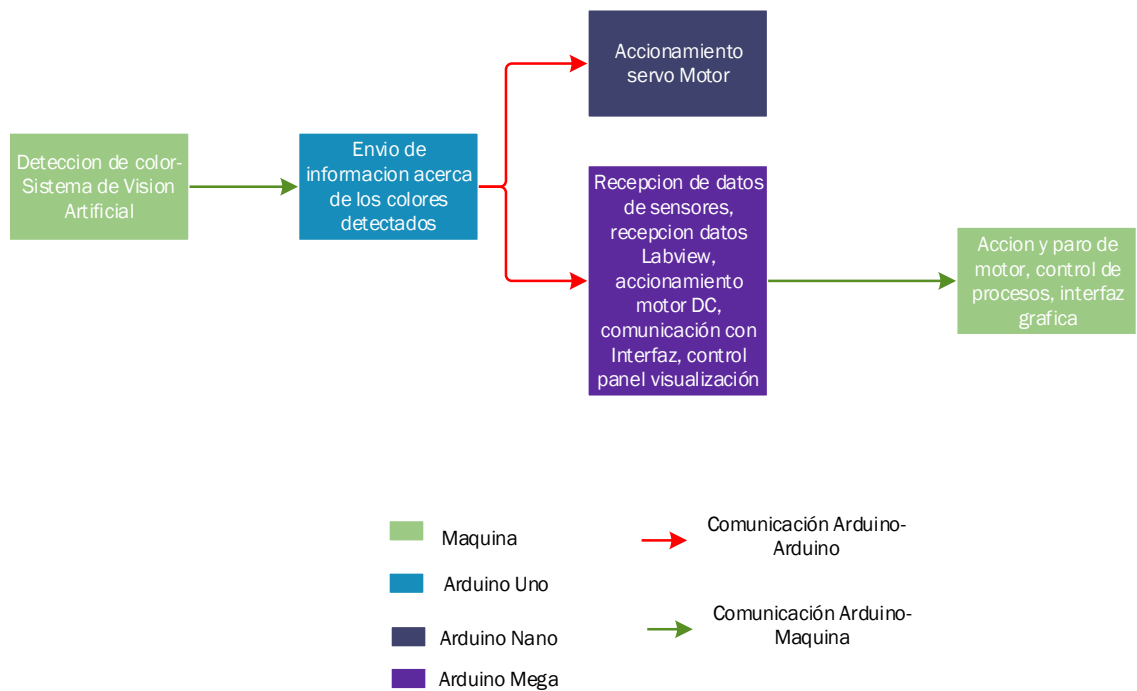 Accionamiento
servo Motor
Deteccion de color-
Sistema de Vision
Artificial
Envio de
informacion acerca
de los colores
detectados
Recepcion de datos
de sensores,
recepcion datos
Labview,
accionamiento
motor DC,
comunicación con
Interfaz, control
panel visualización
Accion y paro de
motor, control de
procesos, interfaz
grafica
Maquina
Arduino Uno
Arduino Nano
Arduino Mega
Comunicación Arduino-
Arduino
Comunicación Arduino-
Maquina